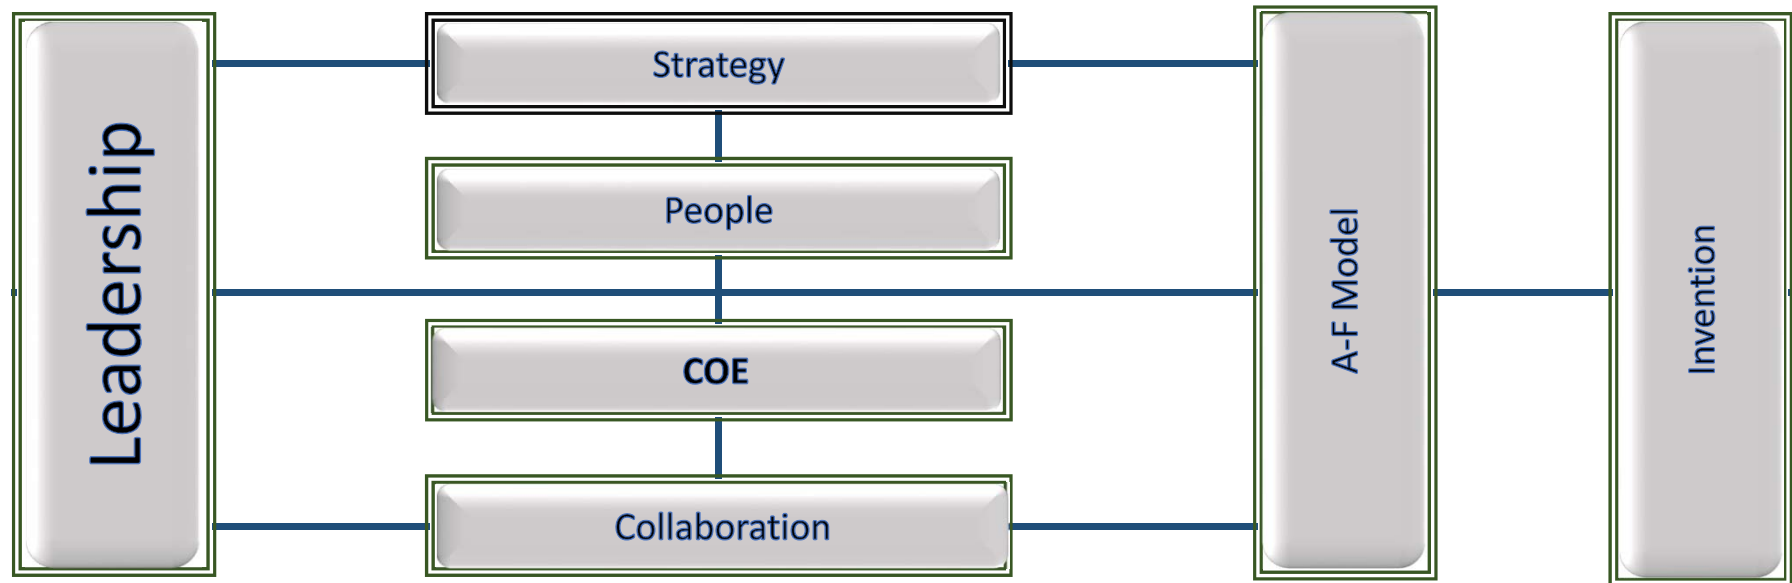 Leadership
Strategy
People
COE
Collaboration
A-F Model
Invention